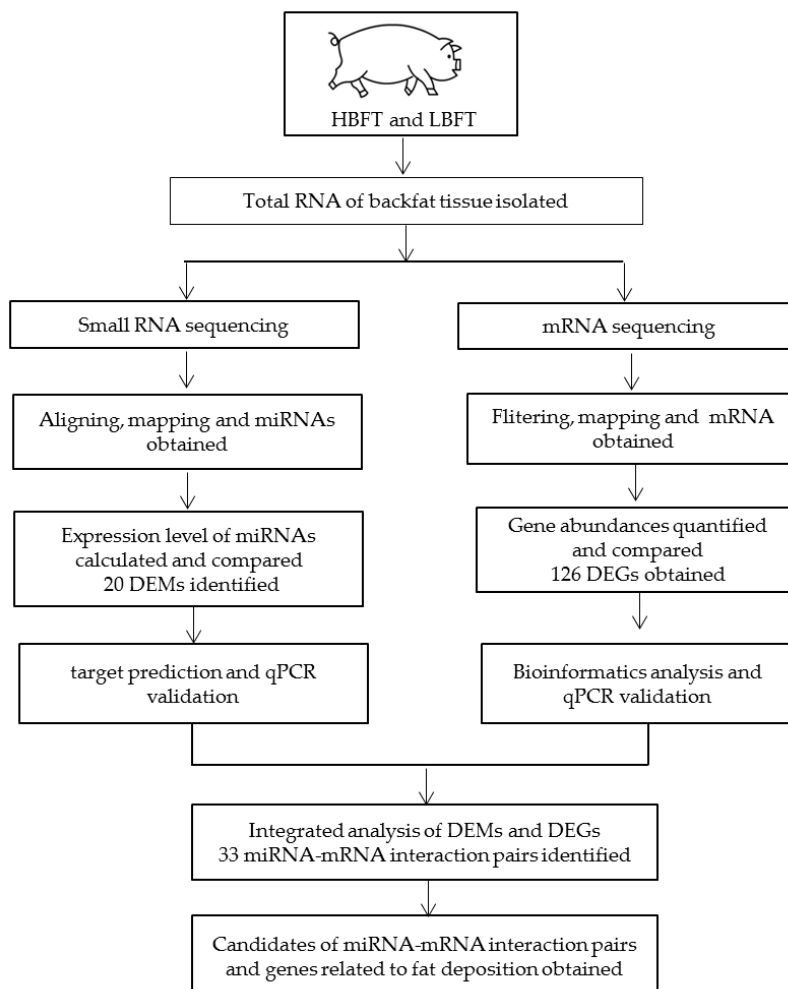 HBFT and LBFT
Total RNA of backfat tissue isolated
Small RNA sequencing
mRNA sequencing
Aligning, mapping and miRNAs
obtained
Flitering, mapping and mRNA
obtained
Expression level of miRNAs
calculated and compared
20 DEMs identified
Gene abundances quantified
and compared
126 DEGs obtained
target prediction and qPCR
validation
Bioinformatics analysis and
qPCR validation
Integrated analysis of DEMs and DEGs
33 miRNA-mRNA interaction pairs identified
Candidates of miRNA-mRNA interaction pairs
and genes related to fat deposition obtained